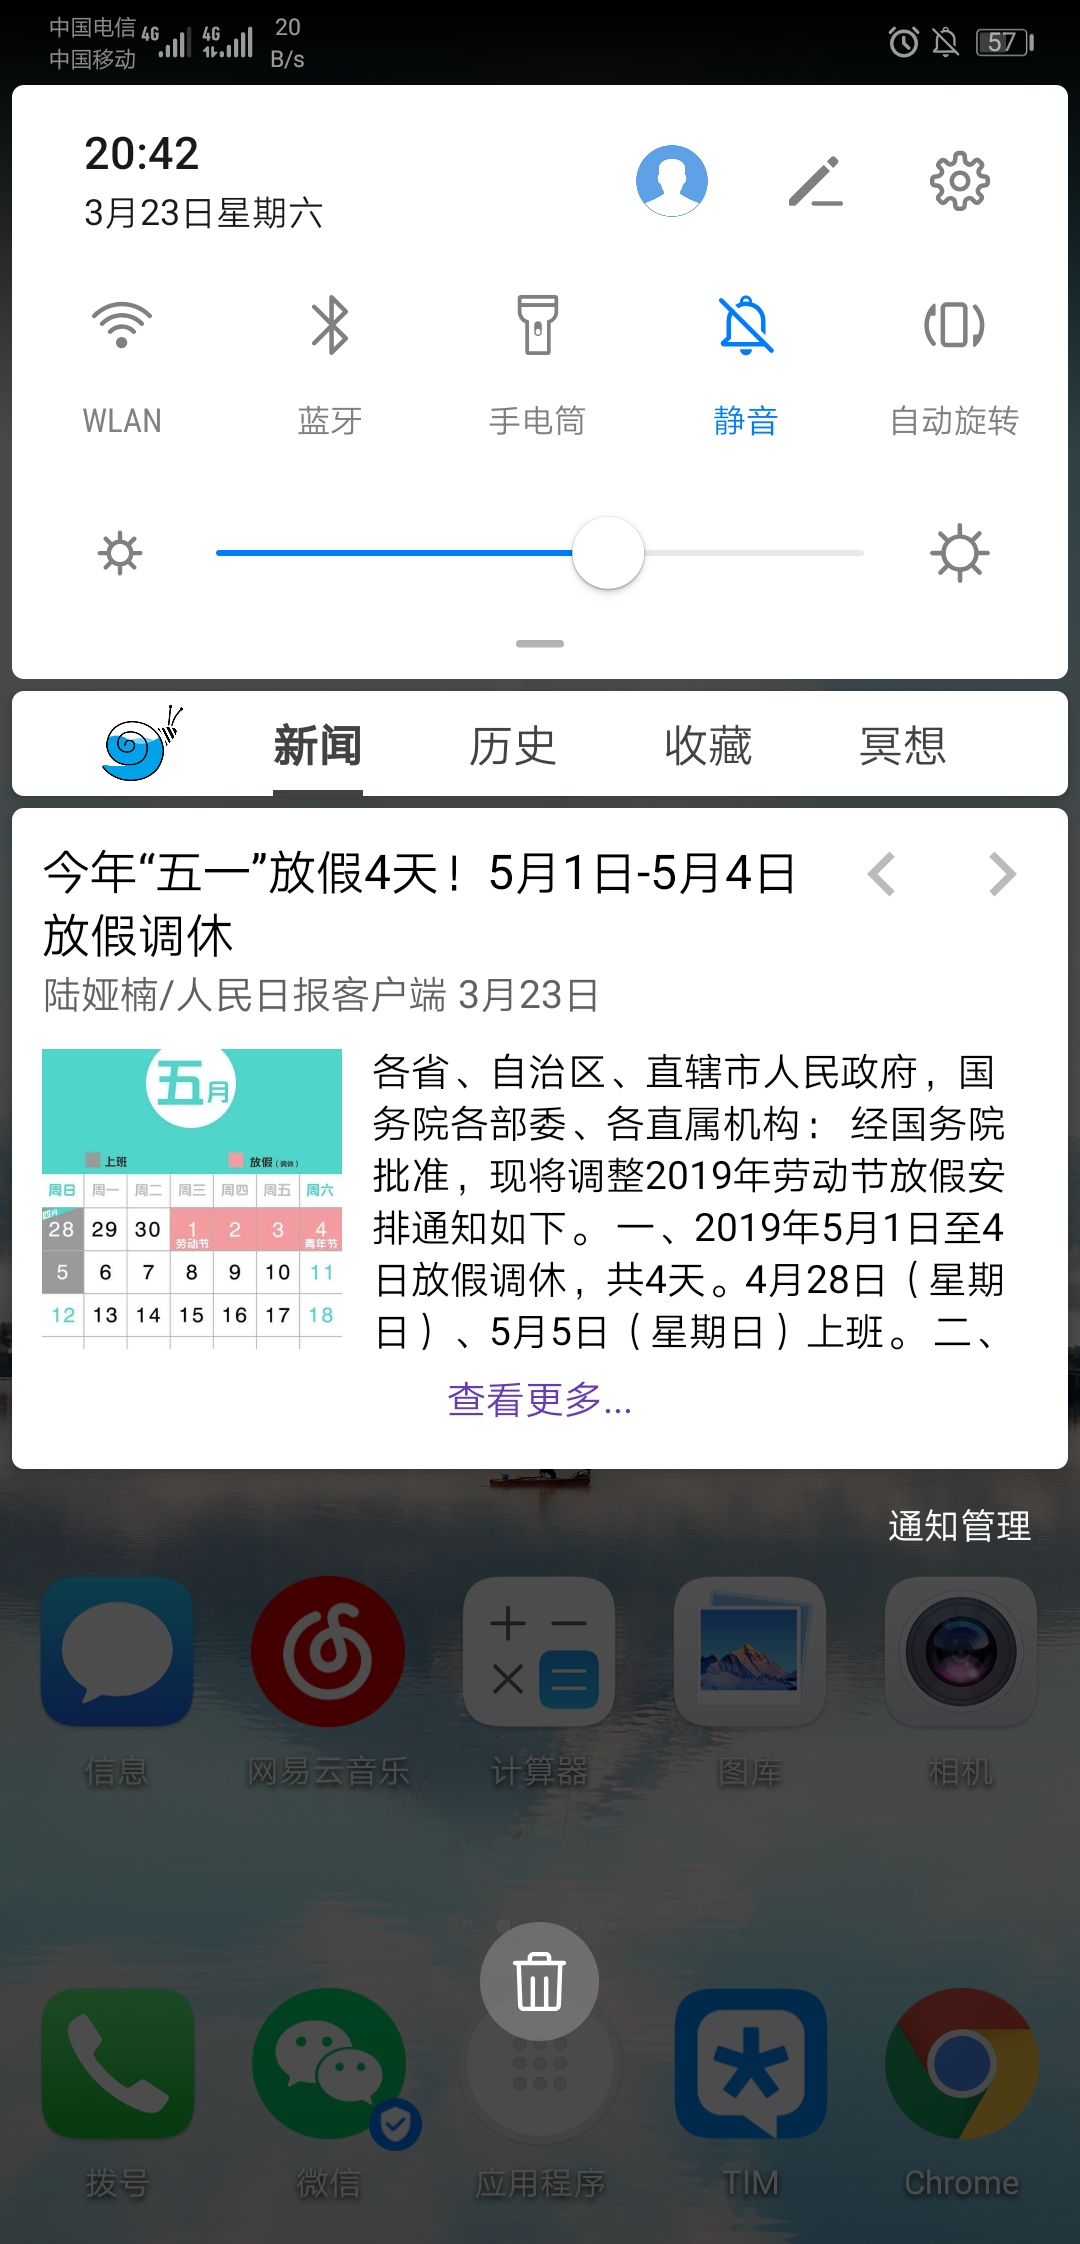 中国电信 4G 4G 20
中国移动 B/s
57
20:42
3月23日星期六
WLAN 蓝牙 手电筒 静音 自动旋转
新闻 历史 收藏 冥想
今年“五一”放假4天！5月1日-5月4日
放假调休
陆娅楠/人民日报客户端 3月23日
五月
上班 放假(调休)
周日 周一 周二 周三 周四 周五 周六
四月
28 29 30 1 2 3 4
劳动节 青年节
5 6 7 8 9 10 11
12 13 14 15 16 17 18
各省、自治区、直辖市人民政府，国
务院各部委、各直属机构： 经国务院
批准，现将调整2019年劳动节放假安
排通知如下。 一、2019年5月1日至4
日放假调休，共4天。4月28日（星期
日）、5月5日（星期日）上班。 二、
查看更多...
通知管理
信息 网易云音乐 计算器 图库 相机
拨号 微信 应用程序 TIM Chrome